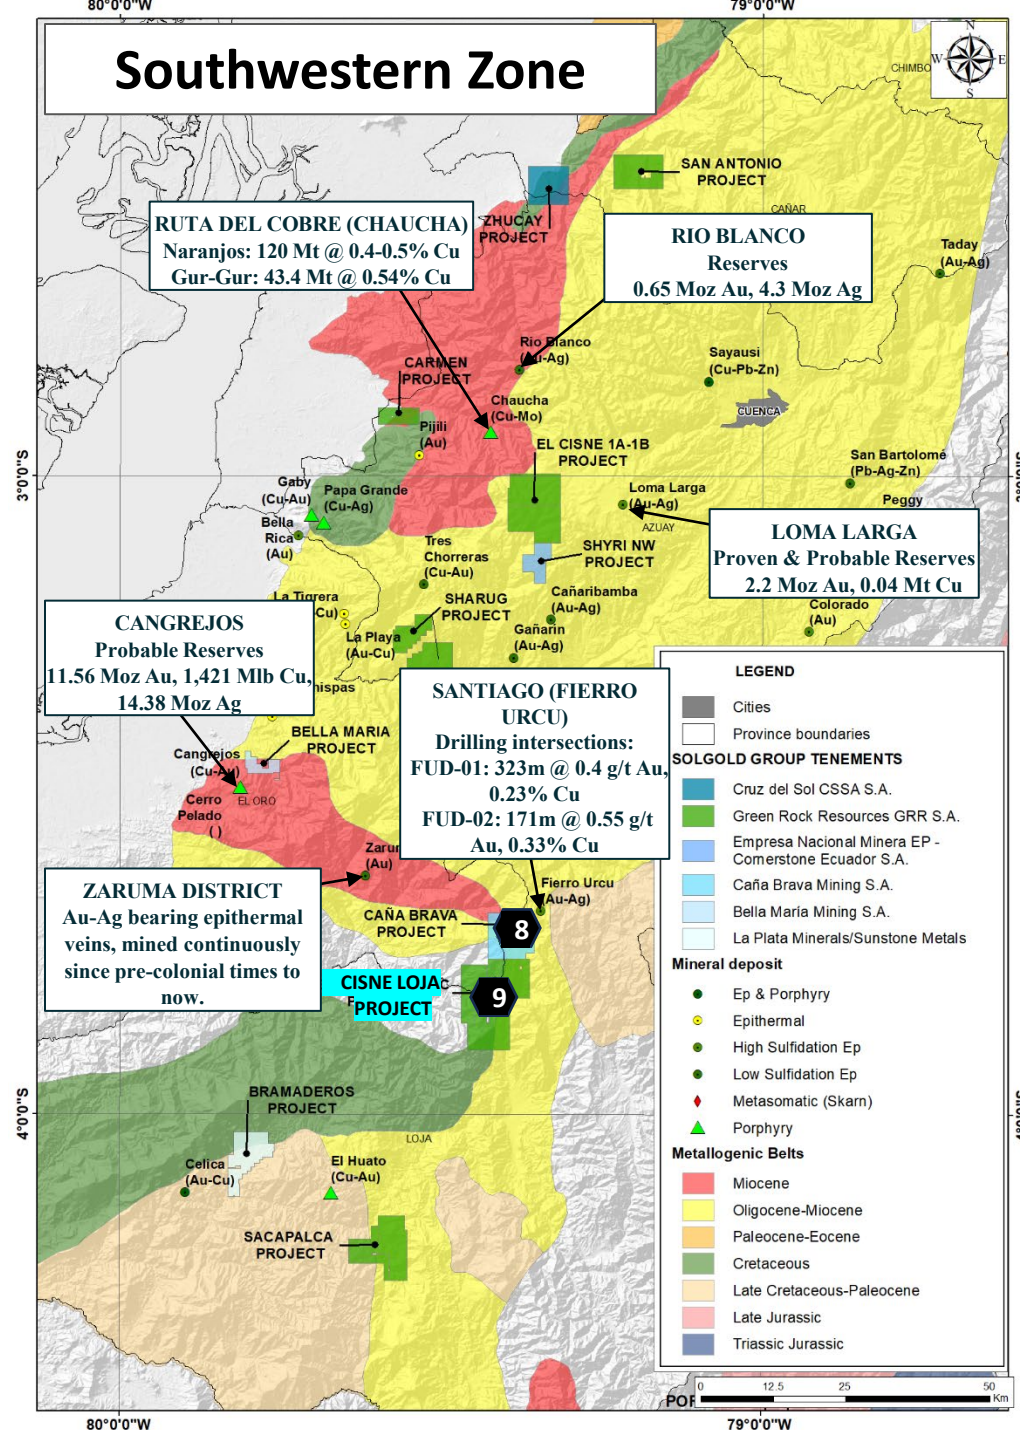 80°0'0"W
79°0'0"W
Southwestern Zone
N
W
E
S
CHIMBO
SAN ANTONIO
PROJECT
CAÑAR
ZHUCAY
PROJECT
RUTA DEL COBRE (CHAUCHA)
Naranjos: 120 Mt @ 0.4-0.5% Cu
Gur-Gur: 43.4 Mt @ 0.54% Cu
RIO BLANCO
Reserves
0.65 Moz Au, 4.3 Moz Ag
Taday
(Au-Ag)
Rio Blanco
(Au-Ag)
Sayausi
(Cu-Pb-Zn)
CARMEN
PROJECT
Chaucha
(Cu-Mo)
CUENCA
Pijili
(Au)
EL CISNE 1A-1B
PROJECT
San Bartolomé
(Pb-Ag-Zn)
3°0'0"S
Gaby
(Cu-Au)
Papa Grande
(Cu-Ag)
Loma Larga
(Au-Ag)
Peggy
AZUAY
Bella
Rica
(Au)
LOMA LARGA
Proven & Probable Reserves
2.2 Moz Au, 0.04 Mt Cu
Tres
Chorreras
(Cu-Au)
SHYRI NW
PROJECT
La Tigrera
Cu)
SHARUG
PROJECT
Cañaribamba
(Au-Ag)
Colorado
(Au)
La Playa
(Au-Cu)
Gañarin
(Au-Ag)
CANGREJOS
Probable Reserves
11.56 Moz Au, 1,421 Mlb Cu,
14.38 Moz Ag
hispas
SANTIAGO (FIERRO
URCU)
Drilling intersections:
FUD-01: 323m @ 0.4 g/t Au,
0.23% Cu
FUD-02: 171m @ 0.55 g/t
Au, 0.33% Cu
BELLA MARIA
PROJECT
Cangrejos
(Cu-Au)
EL ORO
Cerro
Pelado
( )
Zarum
(Au)
ZARUMA DISTRICT
Au-Ag bearing epithermal
veins, mined continuously
since pre-colonial times to
now.
Fierro Urcu
(Au-Ag)
CAÑA BRAVA
PROJECT
8
CISNE LOJA
PROJECT
9
4°0'0"S
BRAMADEROS
PROJECT
LOJA
Celica
(Au-Cu)
El Huato
(Cu-Au)
SACAPALCA
PROJECT
LEGEND
Cities
Province boundaries
SOLGOLD GROUP TENEMENTS
Cruz del Sol CSSA S.A.
Green Rock Resources GRR S.A.
Empresa Nacional Minera EP -
Cornerstone Ecuador S.A.
Caña Brava Mining S.A.
Bella María Mining S.A.
La Plata Minerals/Sunstone Metals
Mineral deposit
Ep & Porphyry
Epithermal
High Sulfidation Ep
Low Sulfidation Ep
Metasomatic (Skarn)
Porphyry
Metallogenic Belts
Miocene
Oligocene-Miocene
Paleocene-Eocene
Cretaceous
Late Cretaceous-Paleocene
Late Jurassic
Triassic Jurassic
0 12.5 25 50
Km
POR
80°0'0"W
79°0'0"W